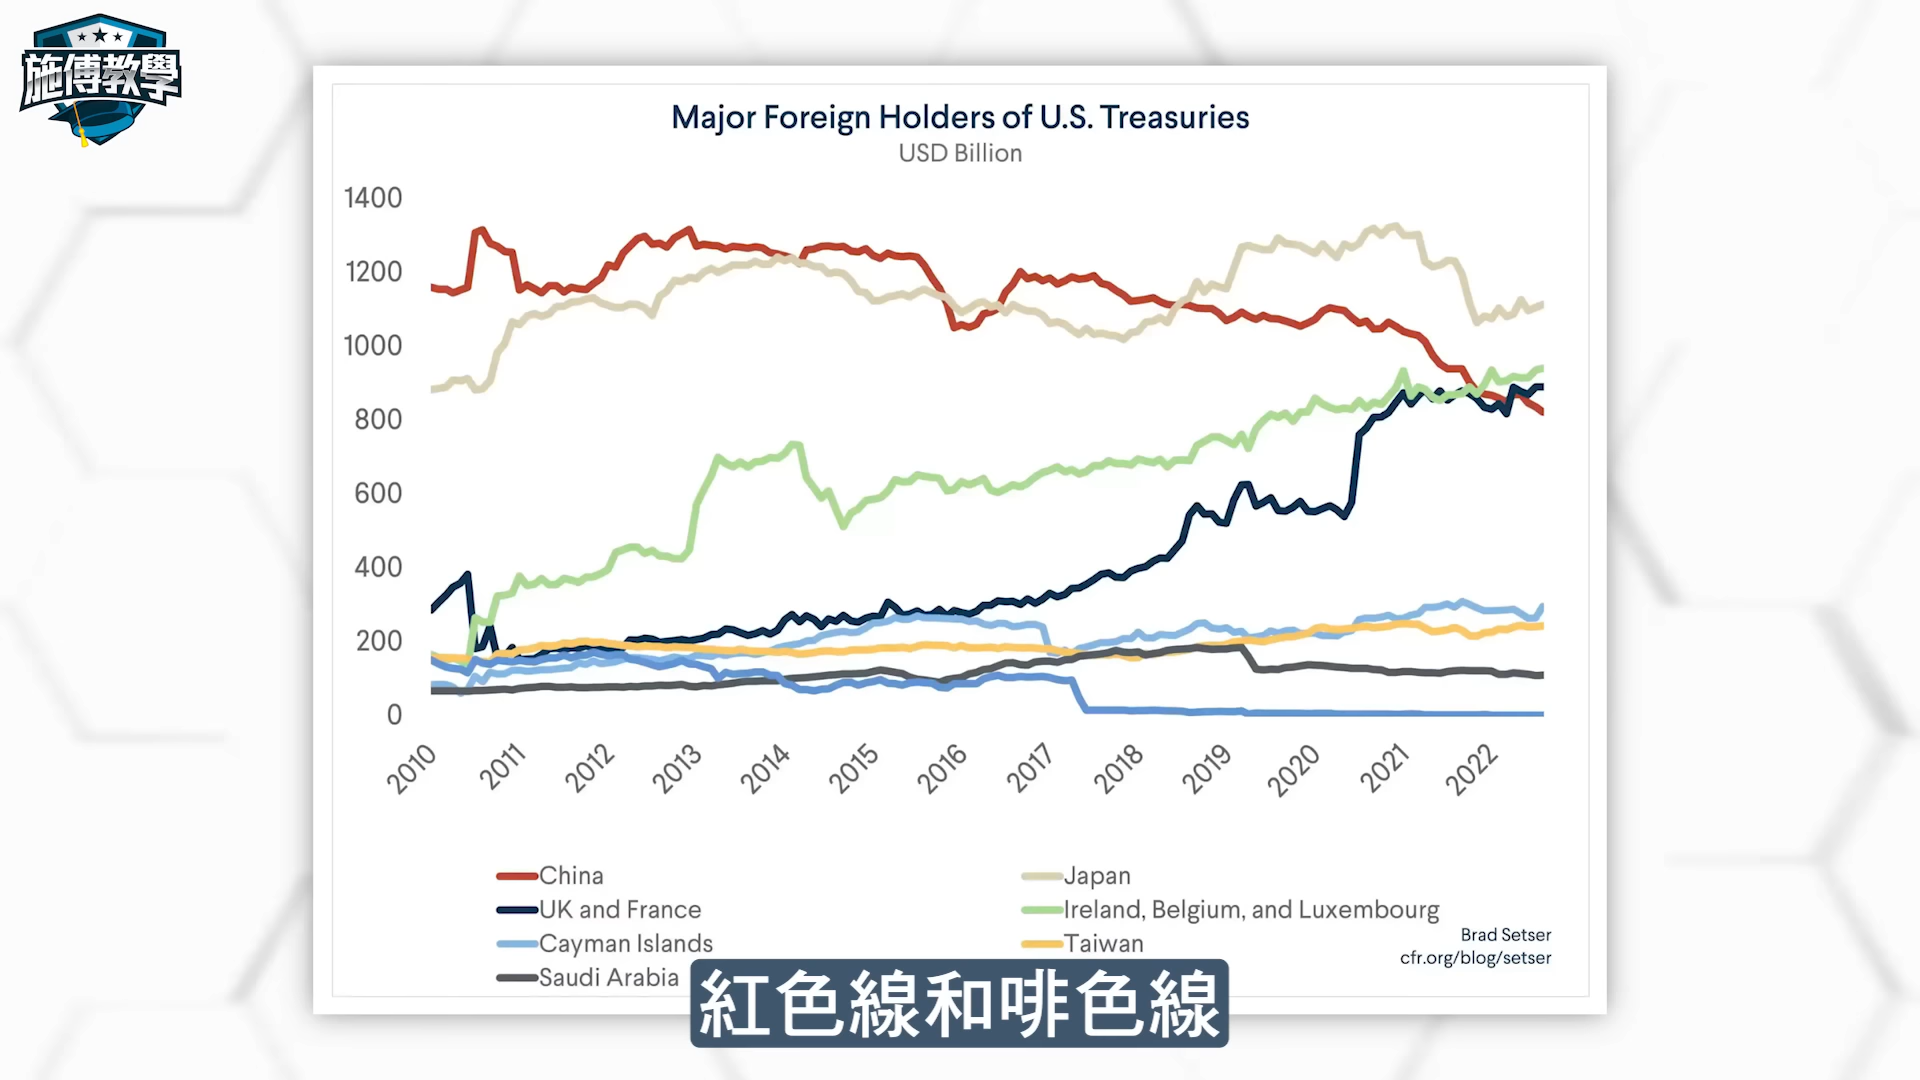 施傅教學
Major Foreign Holders of U.S. Treasuries
USD Billion
1400
1200
1000
800
600
400
200
0
2010
2011
2012
2013
2014
2015
2016
2017
2018
2019
2020
2021
2022
China
Japan
UK and France
Ireland, Belgium, and Luxembourg
Cayman Islands
Taiwan
Saudi Arabia
Brad Setser
cfr.org/blog/setser
紅色線和啡色線